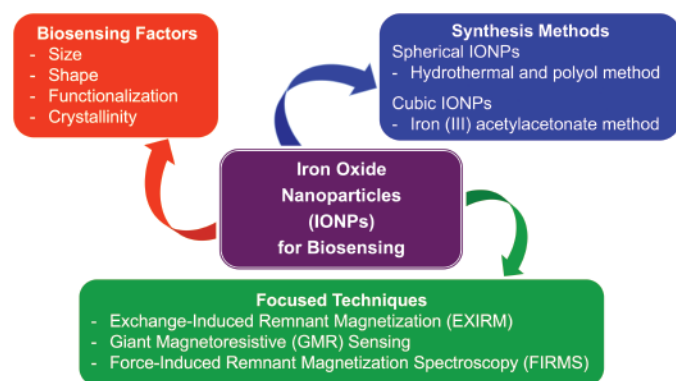 Biosensing Factors
- Size
- Shape
- Functionalization
- Crystallinity
Synthesis Methods
Spherical IONPs
- Hydrothermal and polyol method
Cubic IONPs
- Iron (III) acetylacetonate method
Iron Oxide
Nanoparticles
(IONPs)
for Biosensing
Focused Techniques
- Exchange-Induced Remnant Magnetization (EXIRM)
- Giant Magnetoresistive (GMR) Sensing
- Force-Induced Remnant Magnetization Spectroscopy (FIRMS)